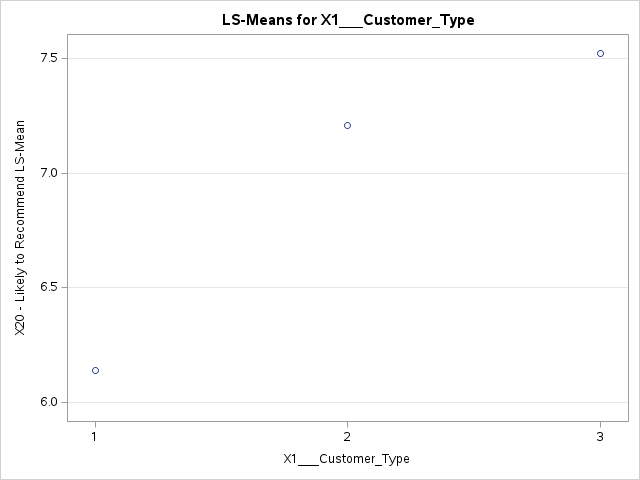 LS-Means for X1___Customer_Type
X20 - Likely to Recommend LS-Mean
7.5
7.0
6.5
6.0
1 2 3
X1___Customer_Type